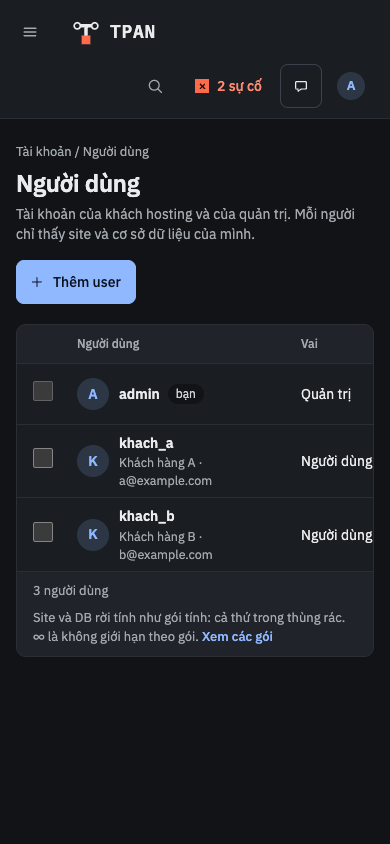 TPAN
2 sự cố
A
Tài khoản / Người dùng
Người dùng
Tài khoản của khách hosting và của quản trị. Mỗi người
chỉ thấy site và cơ sở dữ liệu của mình.
+ Thêm user
Người dùng Vai
A admin bạn Quản trị
khach_a
K Khách hàng A · Người dùng
a@example.com
khach_b
K Khách hàng B · Người dùng
b@example.com
3 người dùng
Site và DB rời tính như gói tính: cả thứ trong thùng rác.
∞ là không giới hạn theo gói. Xem các gói